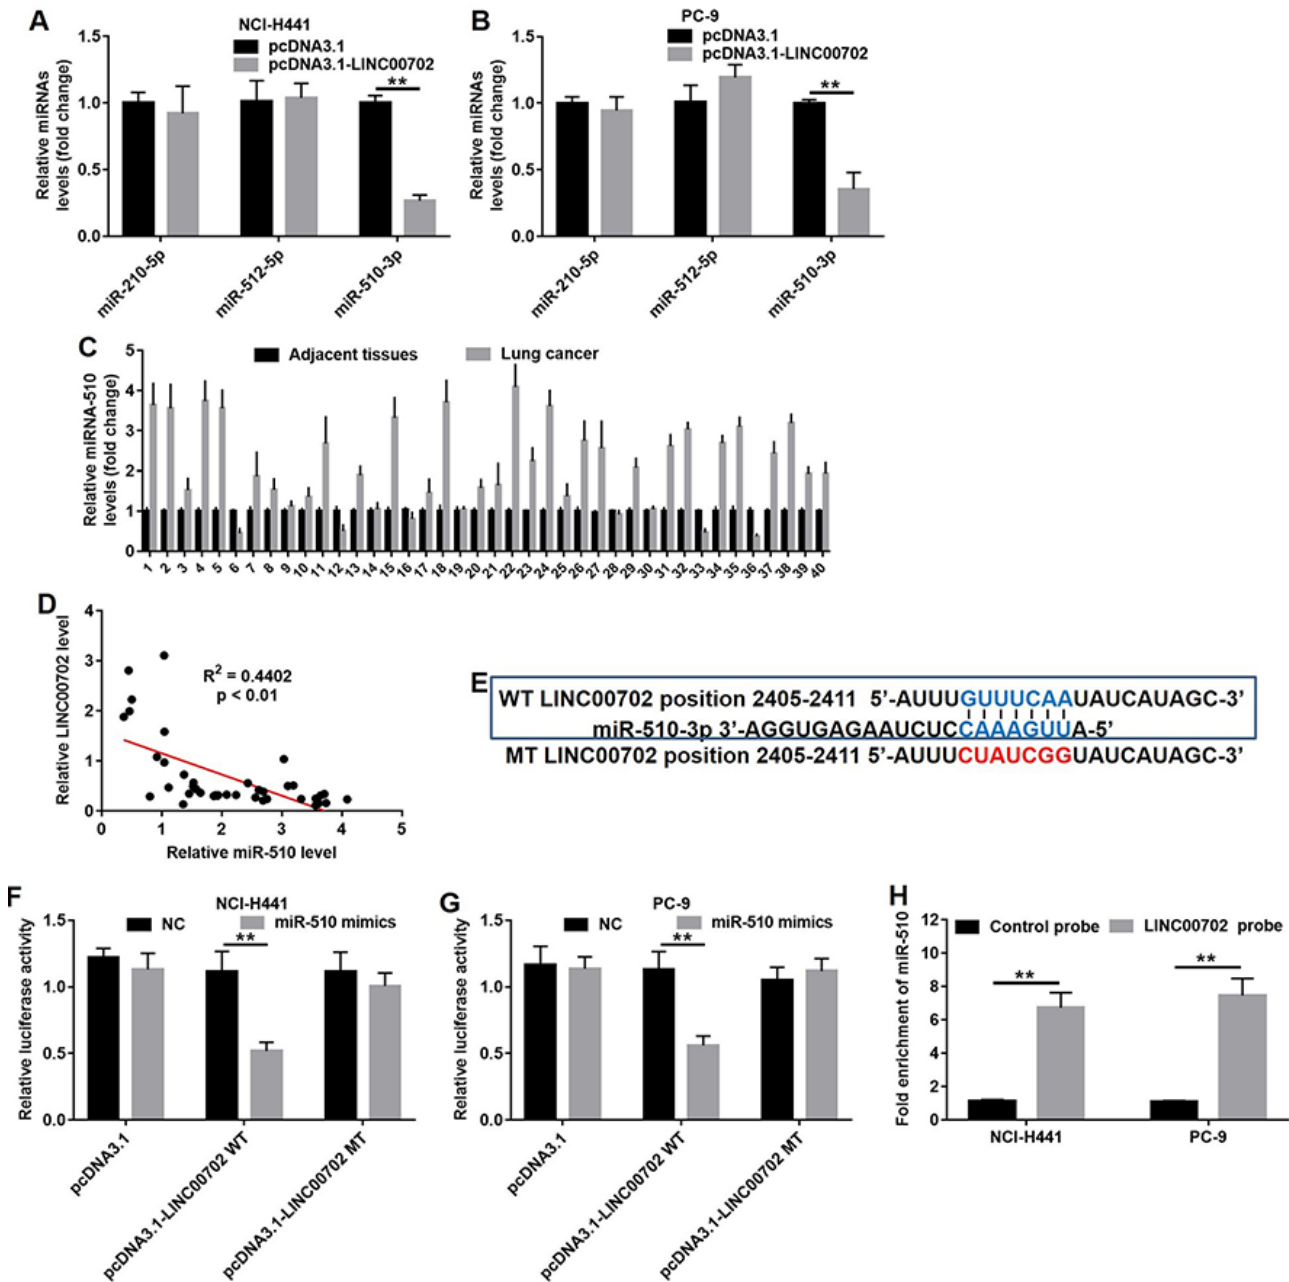 A
NCI-H441
pcDNA3.1
pcDNA3.1-LINC00702
Relative miRNAs
levels (fold change)
1.5
1.0
0.5
0.0
**
miR-210-5p
miR-512-5p
miR-510-3p
B
PC-9
pcDNA3.1
pcDNA3.1-LINC00702
Relative miRNAs
levels (fold change)
1.5
1.0
0.5
0.0
**
miR-210-5p
miR-512-5p
miR-510-3p
C
Adjacent tissues
Lung cancer
Relative miRNA-510
levels (fold change)
5
4
3
2
1
0
1 2 3 4 5 6 7 8 9 10 11 12 13 14 15 16 17 18 19 20 21 22 23 24 25 26 27 28 29 30 31 32 33 34 35 36 37 38 39 40
D
Relative LINC00702 level
4
3
2
1
0
R² = 0.4402
p < 0.01
0 1 2 3 4 5
Relative miR-510 level
E
WT LINC00702 position 2405-2411 5’-AUUUGUUUCAAUAUCAUAGC-3’
miR-510-3p 3’-AGGUGAGAAUCUCCAAAGUUA-5’
MT LINC00702 position 2405-2411 5’-AUUUCUAUCGGUAUCAUAGC-3’
F
NCI-H441
NC
miR-510 mimics
Relative luciferase activity
1.5
1.0
0.5
0.0
**
pcDNA3.1
pcDNA3.1-LINC00702 WT
pcDNA3.1-LINC00702 MT
G
PC-9
NC
miR-510 mimics
Relative luciferase activity
1.5
1.0
0.5
0.0
**
pcDNA3.1
pcDNA3.1-LINC00702 WT
pcDNA3.1-LINC00702 MT
H
Control probe
LINC00702 probe
Fold enrichment of miR-510
12
10
8
6
4
2
0
**
**
NCI-H441
PC-9